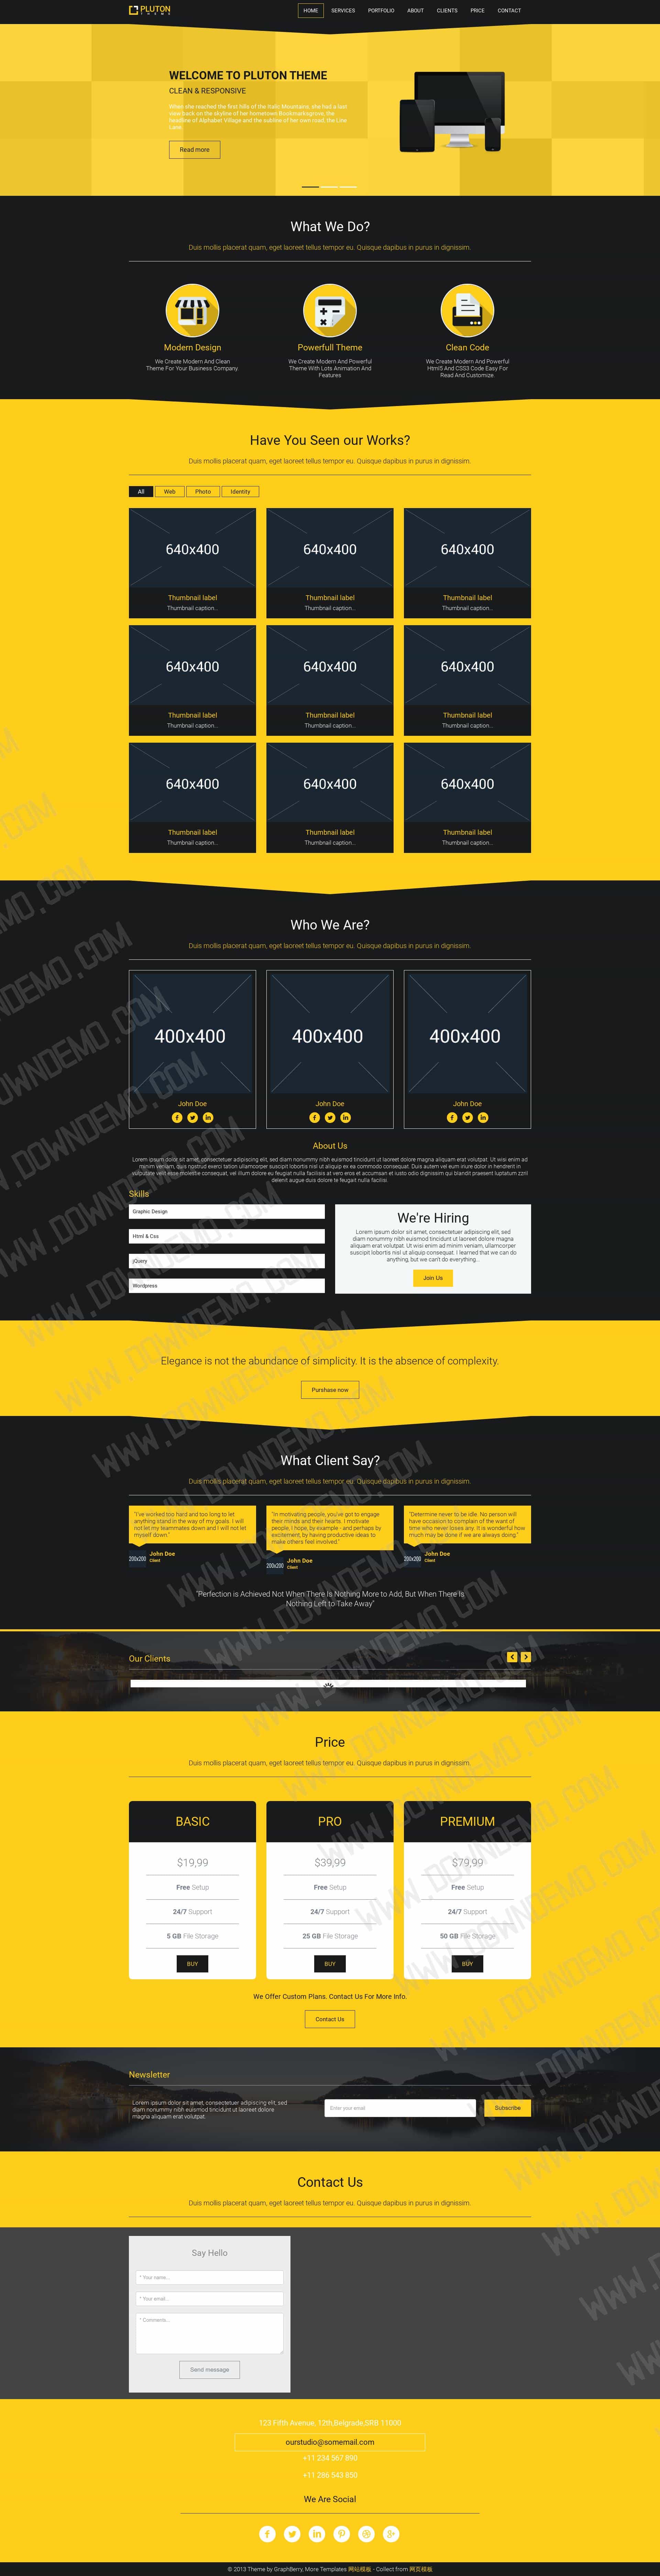 PLUTON
THEME
HOME SERVICES PORTFOLIO ABOUT CLIENTS PRICE CONTACT
WELCOME TO PLUTON THEME
CLEAN & RESPONSIVE
When she reached the first hills of the Italic Mountains, she had a last
view back on the skyline of her hometown Bookmarksgrove, the
headline of Alphabet Village and the subline of her own road, the Line
Lane.
Read more
What We Do?
Duis mollis placerat quam, eget laoreet tellus tempor eu. Quisque dapibus in purus in dignissim.
Modern Design
We Create Modern And Clean
Theme For Your Business Company.
Powerfull Theme
We Create Modern And Powerful
Theme With Lots Animation And
Features
Clean Code
We Create Modern And Powerful
Html5 And CSS3 Code Easy For
Read And Customize.
Have You Seen our Works?
Duis mollis placerat quam, eget laoreet tellus tempor eu. Quisque dapibus in purus in dignissim.
All Web Photo Identity
640x400 640x400 640x400
Thumbnail label Thumbnail label Thumbnail label
Thumbnail caption... Thumbnail caption... Thumbnail caption...
640x400 640x400 640x400
Thumbnail label Thumbnail label Thumbnail label
Thumbnail caption... Thumbnail caption... Thumbnail caption...
640x400 640x400 640x400
Thumbnail label Thumbnail label Thumbnail label
Thumbnail caption... Thumbnail caption... Thumbnail caption...
Who We Are?
Duis mollis placerat quam, eget laoreet tellus tempor eu. Quisque dapibus in purus in dignissim.
400x400 400x400 400x400
John Doe John Doe John Doe
About Us
Lorem ipsum dolor sit amet, consectetuer adipiscing elit, sed diam nonummy nibh euismod tincidunt ut laoreet dolore magna aliquam erat volutpat. Ut wisi enim ad
minim veniam, quis nostrud exerci tation ullamcorper suscipit lobortis nisl ut aliquip ex ea commodo consequat. Duis autem vel eum iriure dolor in hendrerit in
vulputate velit esse molestie consequat, vel illum dolore eu feugiat nulla facilisis at vero eros et accumsan et iusto odio dignissim qui blandit praesent luptatum zzril
delenit augue duis dolore te feugait nulla facilisi.
Skills
Graphic Design
Html & Css
jQuery
Wordpress
We're Hiring
Lorem ipsum dolor sit amet, consectetuer adipiscing elit, sed
diam nonummy nibh euismod tincidunt ut laoreet dolore magna
aliquam erat volutpat. Ut wisi enim ad minim veniam, ullamcorper
suscipit lobortis nisl ut aliquip consequat. I learned that we can do
anything, but we can't do everything...
Join Us
Elegance is not the abundance of simplicity. It is the absence of complexity.
Purshase now
What Client Say?
Duis mollis placerat quam, eget laoreet tellus tempor eu. Quisque dapibus in purus in dignissim.
"I've worked too hard and too long to let
anything stand in the way of my goals. I will
not let my teammates down and I will not let
myself down."
200x200
John Doe
Client
"In motivating people, you've got to engage
their minds and their hearts. I motivate
people, I hope, by example - and perhaps by
excitement, by having productive ideas to
make others feel involved."
200x200
John Doe
Client
"Determine never to be idle. No person will
have occasion to complain of the want of
time who never loses any. It is wonderful how
much may be done if we are always doing."
200x200
John Doe
Client
"Perfection is Achieved Not When There Is Nothing More to Add, But When There Is
Nothing Left to Take Away"
Our Clients
Price
Duis mollis placerat quam, eget laoreet tellus tempor eu. Quisque dapibus in purus in dignissim.
BASIC PRO PREMIUM
$19,99 $39,99 $79,99
Free Setup Free Setup Free Setup
24/7 Support 24/7 Support 24/7 Support
5 GB File Storage 25 GB File Storage 50 GB File Storage
BUY BUY BUY
We Offer Custom Plans. Contact Us For More Info.
Contact Us
Newsletter
Lorem ipsum dolor sit amet, consectetuer adipiscing elit, sed
diam nonummy nibh euismod tincidunt ut laoreet dolore
magna aliquam erat volutpat.
Enter your email
Subscribe
Contact Us
Duis mollis placerat quam, eget laoreet tellus tempor eu. Quisque dapibus in purus in dignissim.
Say Hello
* Your name...
* Your email...
* Comments...
Send message
123 Fifth Avenue, 12th,Belgrade,SRB 11000
ourstudio@somemail.com
+11 234 567 890
+11 286 543 850
We Are Social
© 2013 Theme by GraphBerry, More Templates 网站模板 - Collect from 网页模板
WWW.DOWNDEMO.COM